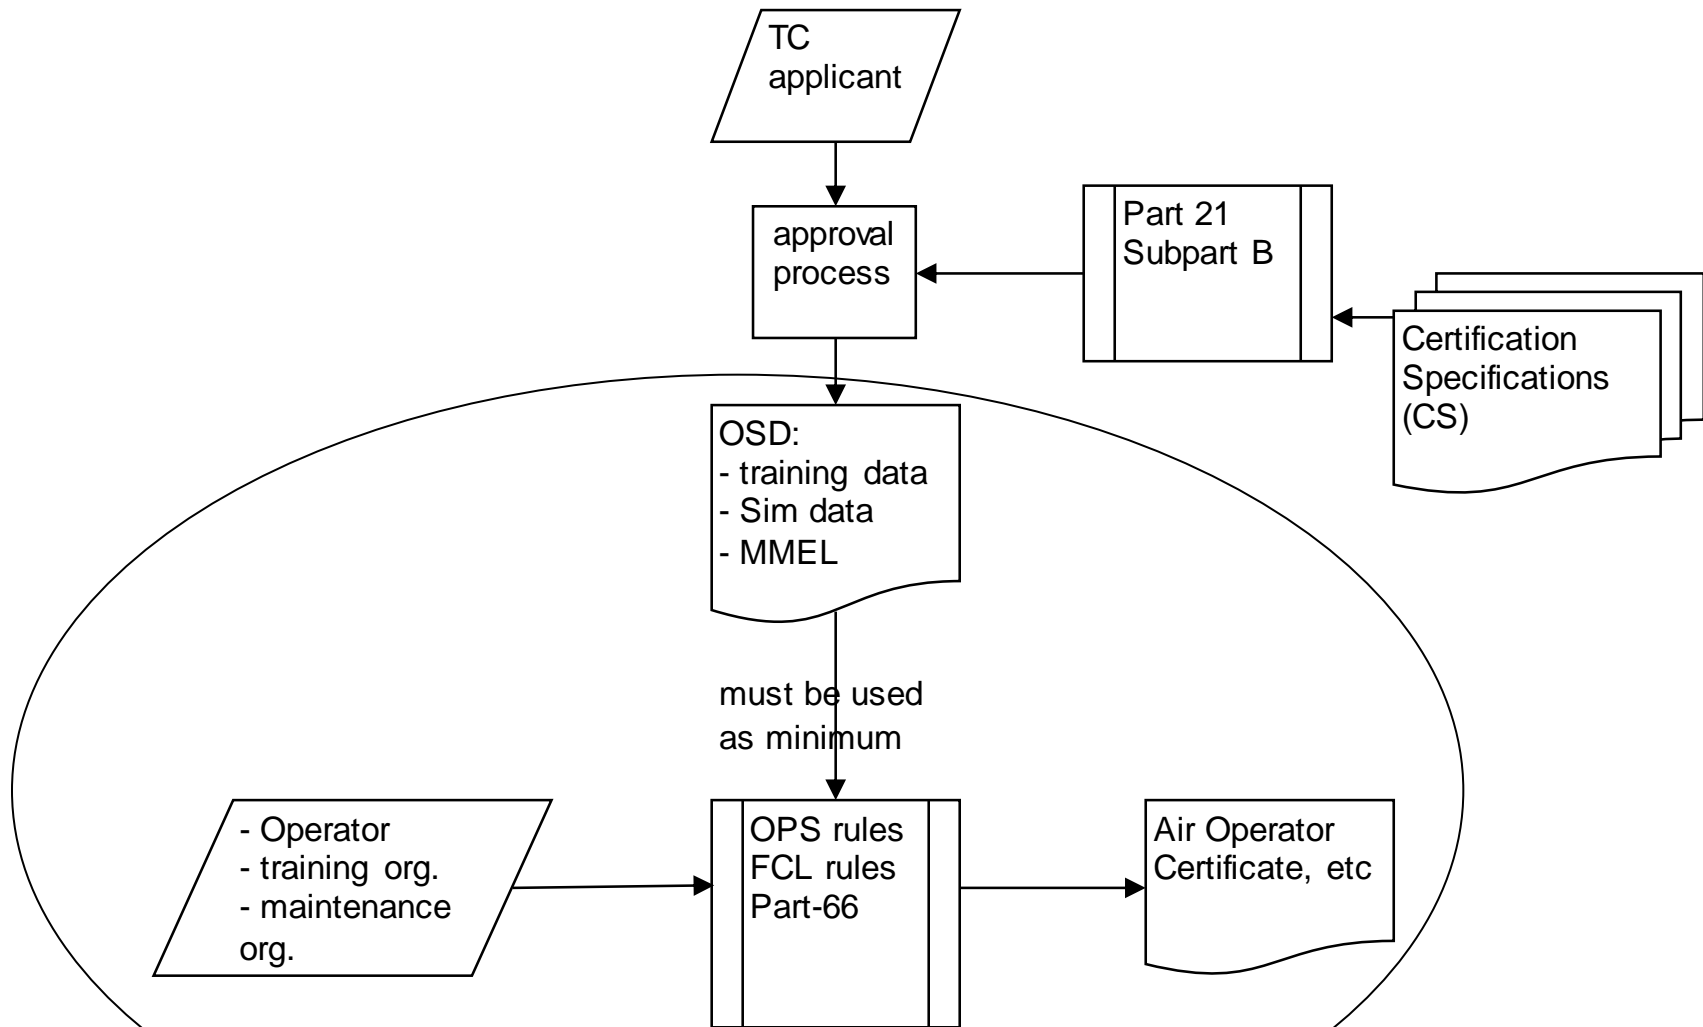 TC
applicant
approval
process
Part 21
Subpart B
Certification
Specifications
(CS)
OSD:
- training data
- Sim data
- MMEL
must be used
as minimum
- Operator
- training org.
- maintenance
org.
OPS rules
FCL rules
Part-66
Air Operator
Certificate, etc